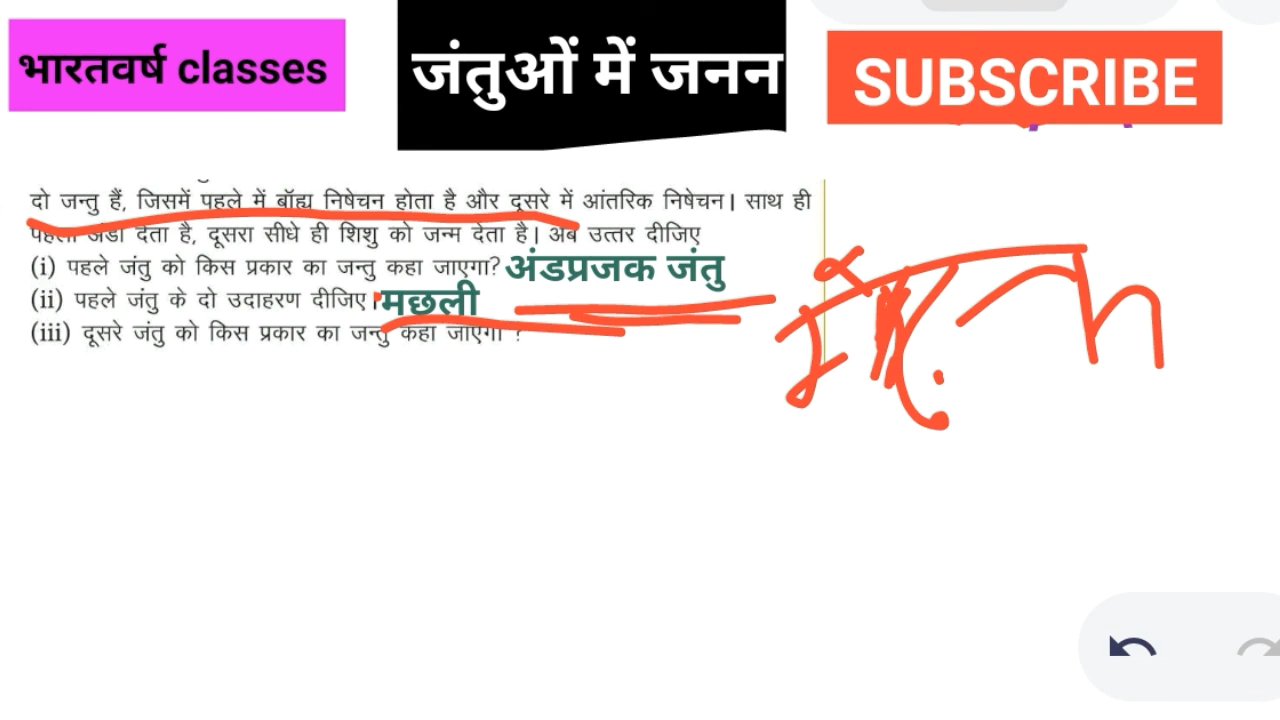 भारतवर्ष classes
जंतुओं में जनन
SUBSCRIBE
दो जन्तु हैं, जिसमें पहले में बॉह्य निषेचन होता है और दूसरे में आंतरिक निषेचन। साथ ही
पहला अंडा देता है, दूसरा सीधे ही शिशु को जन्म देता है। अब उत्तर दीजिए
(i) पहले जंतु को किस प्रकार का जन्तु कहा जाएगा? अंडप्रजक जंतु
(ii) पहले जंतु के दो उदाहरण दीजिए। मछली
(iii) दूसरे जंतु को किस प्रकार का जन्तु कहा जाएगा ?